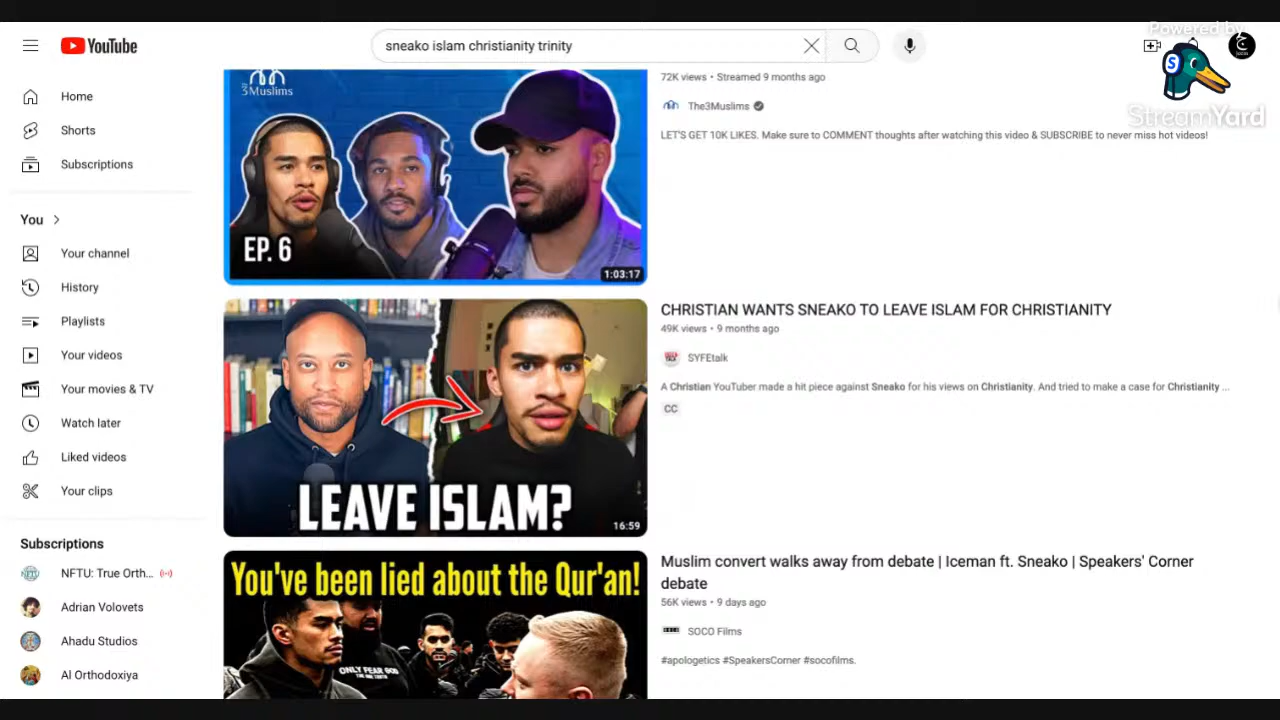 Powered by
YouTube
sneako islam christianity trinity
StreamYard
Home
Shorts
Subscriptions
You
Your channel
History
Playlists
Your videos
Your movies & TV
Watch later
Liked videos
Your clips
Subscriptions
NFTU: True Orth...
Adrian Volovets
Ahadu Studios
Al Orthodoxiya
3Muslims
EP. 6
1:03:17
72K views • Streamed 9 months ago
The3Muslims
LET'S GET 10K LIKES. Make sure to COMMENT thoughts after watching this video & SUBSCRIBE to never miss hot videos!
LEAVE ISLAM?
16:59
CHRISTIAN WANTS SNEAKO TO LEAVE ISLAM FOR CHRISTIANITY
49K views • 9 months ago
SYFEtalk
A Christian YouTuber made a hit piece against Sneako for his views on Christianity. And tried to make a case for Christianity ...
CC
You've been lied about the Qur'an!
ONLY FEAR GOD
Muslim convert walks away from debate | Iceman ft. Sneako | Speakers' Corner
debate
56K views • 9 days ago
SOCO Films
#apologetics #SpeakersCorner #socofilms.